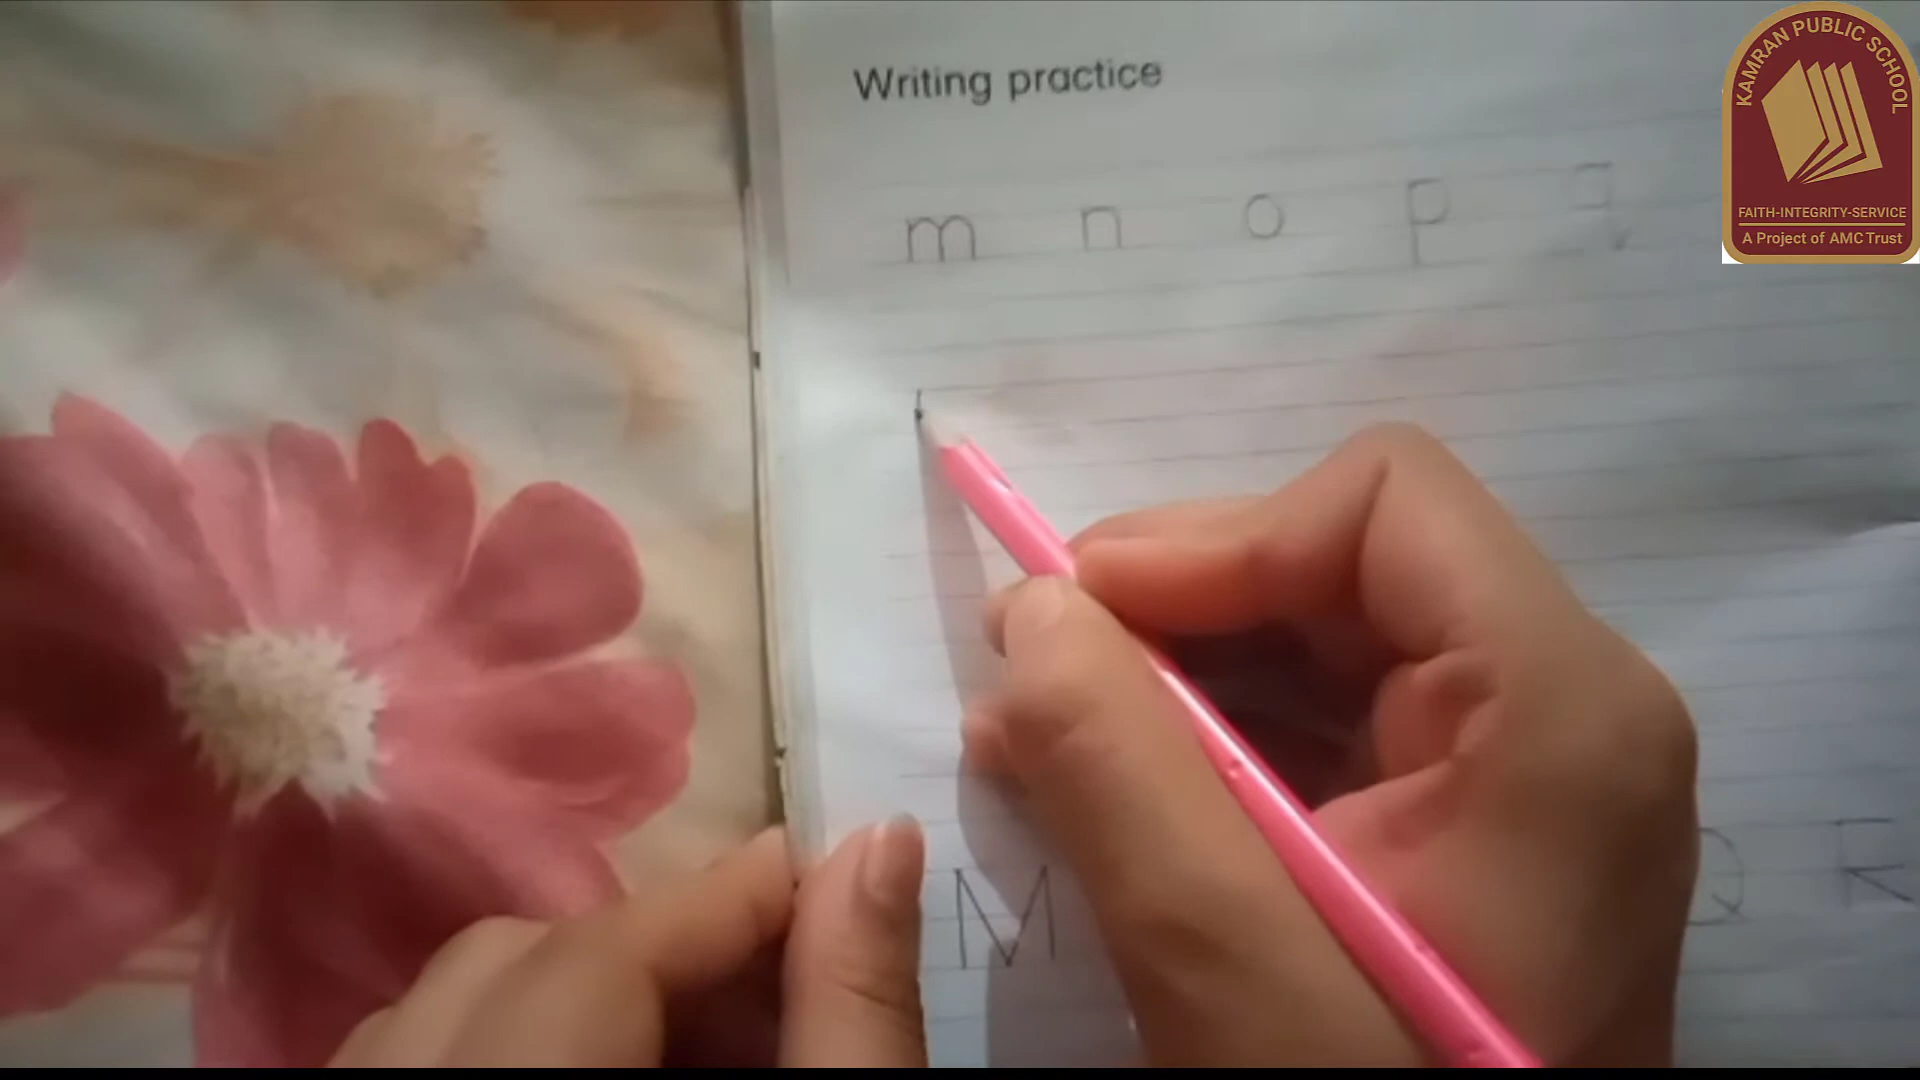 Writing practice
KAMRAN PUBLIC SCHOOL
m n o p q
FAITH-INTEGRITY-SERVICE
A Project of AMC Trust
M Q R